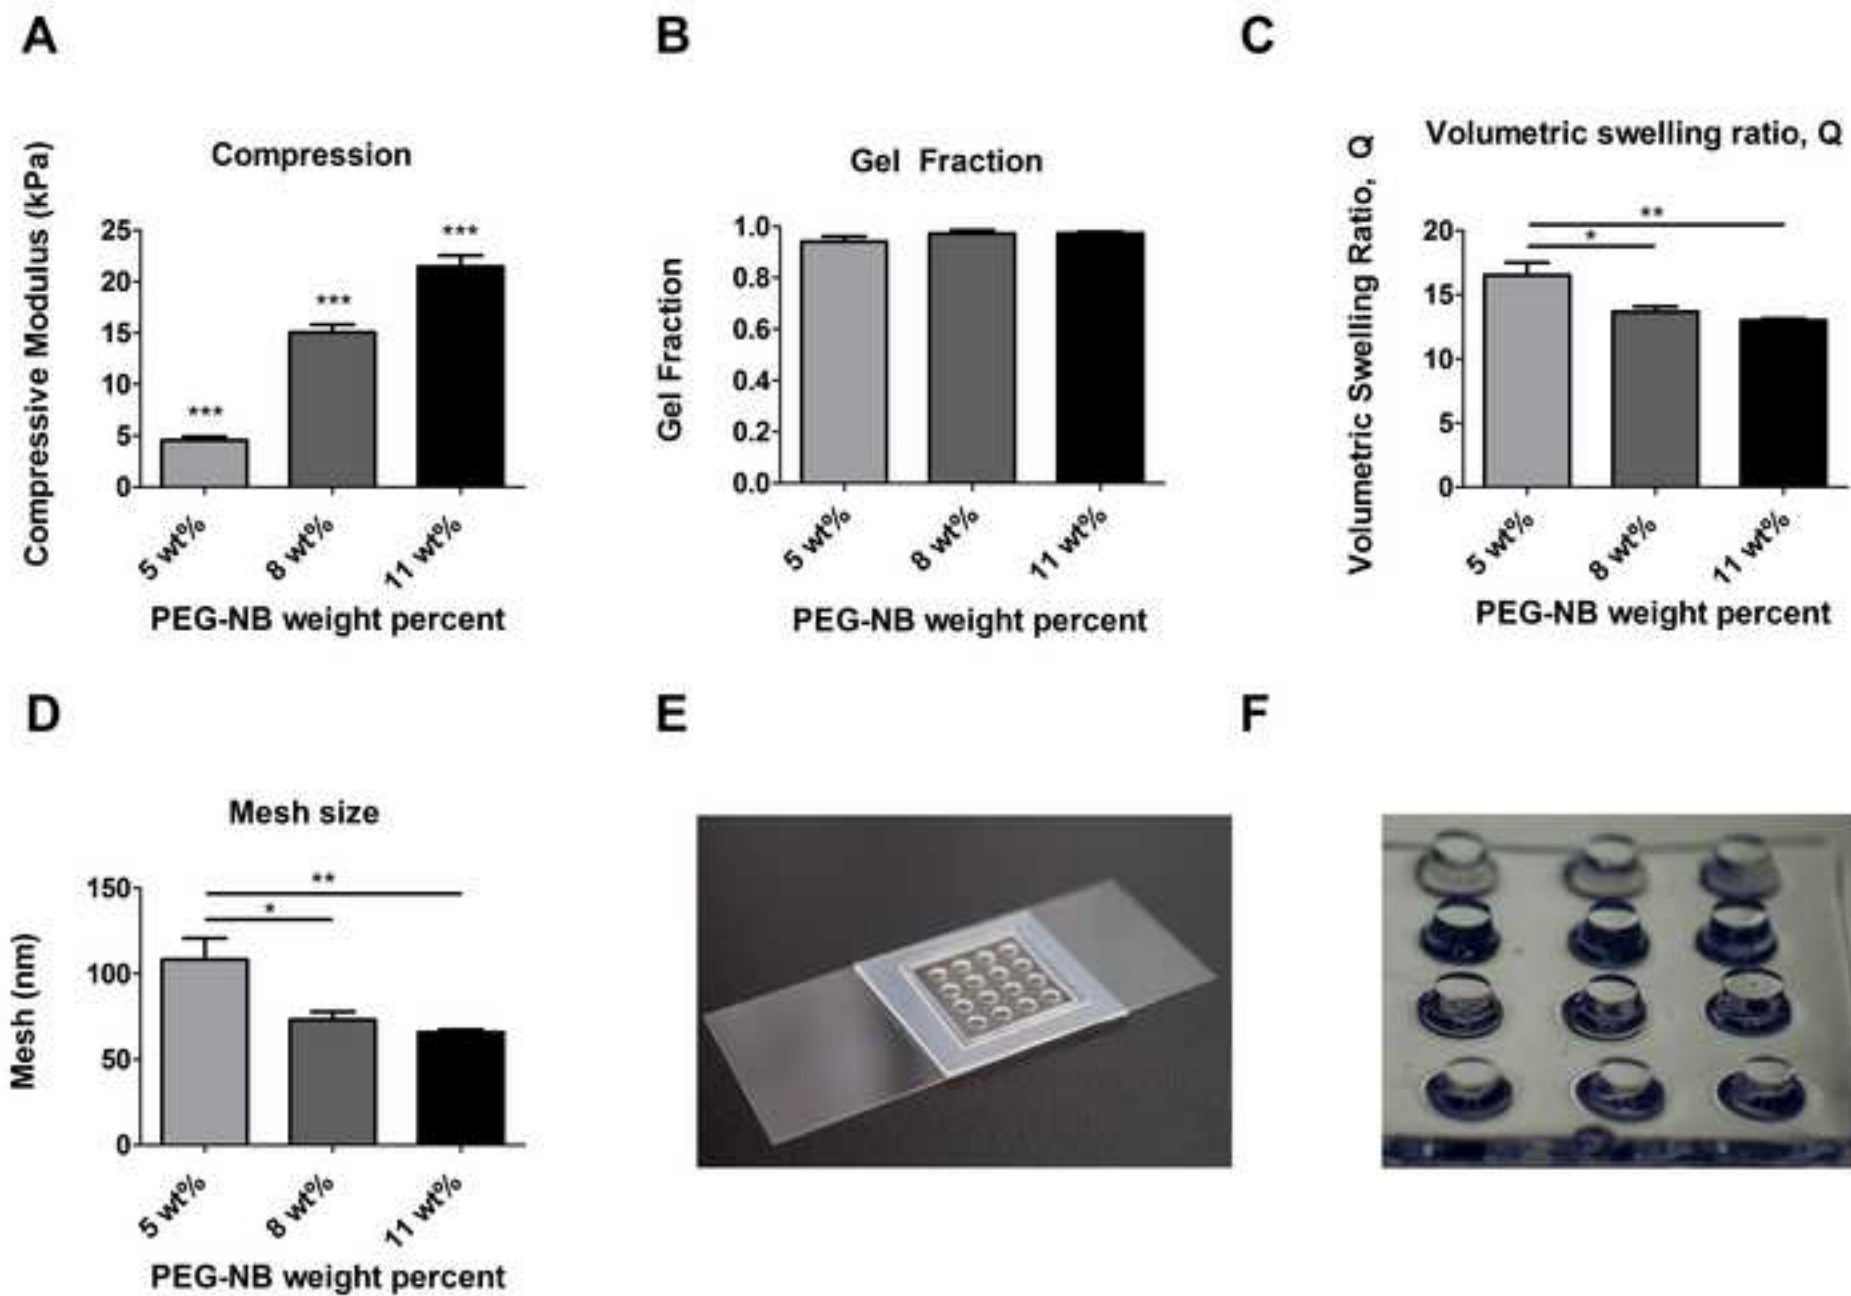 A
B
C
Compression
Compressive Modulus (kPa)
25
20
15
10
5
0
***
***
***
5 wt%
8 wt%
11 wt%
PEG-NB weight percent
Gel Fraction
Gel Fraction
1.0
0.8
0.6
0.4
0.2
0.0
5 wt%
8 wt%
11 wt%
PEG-NB weight percent
Volumetric swelling ratio, Q
Volumetric Swelling Ratio, Q
20
15
10
5
0
**
*
5 wt%
8 wt%
11 wt%
PEG-NB weight percent
D
E
F
Mesh size
Mesh (nm)
150
100
50
0
**
*
5 wt%
8 wt%
11 wt%
PEG-NB weight percent